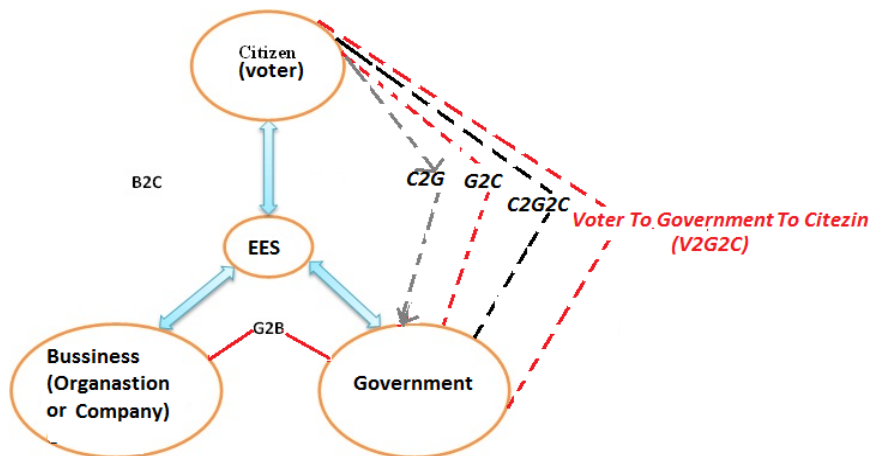 Citizen
(voter)
B2C
C2G
G2C
C2G2C
Voter To Government To Citezin
(V2G2C)
EES
G2B
Bussiness
(Organastion
or Company)
Government